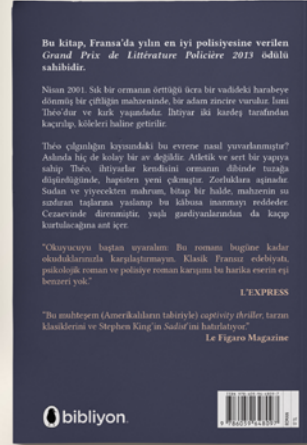 Bu kitap, Fransa'da yılın en iyi polisiyesine verilen
Grand Prix de Littérature Policière 2013 ödülü
sahibidir.
Nisan 2001. Sık bir ormanın örttüğü ücra bir vadideki harabeye
dönmüş bir çiftliğin mahzeninde, bir adam zincire vurulur. İsmi
Théo'dur ve kırk yaşındadır. İhtiyar iki kardeş tarafından
kaçırılıp, köleleri haline getirilir.
Théo çılgınlığın kıyısındaki bu evrene nasıl yuvarlanmıştır?
Aslında hiç de kolay bir av değildir. Atletik ve sert bir yapıya
sahip Théo, ihtiyarlar kendisini ormanın dibinde tuzağa
düşürdüğünde, hapisten yeni çıkmıştır. Zorluklara aşinadır.
Sudan ve yiyecekten mahrum, bitap bir halde, mahzenin su
sızdıran taşlarına yaslanıp bu kâbusa inanmayı reddeder.
Cezaevinde direnmiştir, yaşlı gardiyanlarından da kaçıp
kurtulacağına ant içer.
"Okuyucuyu baştan uyaralım: Bu romanı bugüne kadar
okuduklarınızla karşılaştırmayın. Klasik Fransız edebiyatı,
psikolojik roman ve polisiye roman karışımı bu harika eserin eşi
benzeri yok."
L'EXPRESS
"Bu muhteşem (Amerikalıların tabiriyle) captivity thriller, tarzın
klasiklerini ve Stephen King'in Sadist'ini hatırlatıyor."
Le Figaro Magazine
bibliyon
9 786059 648097